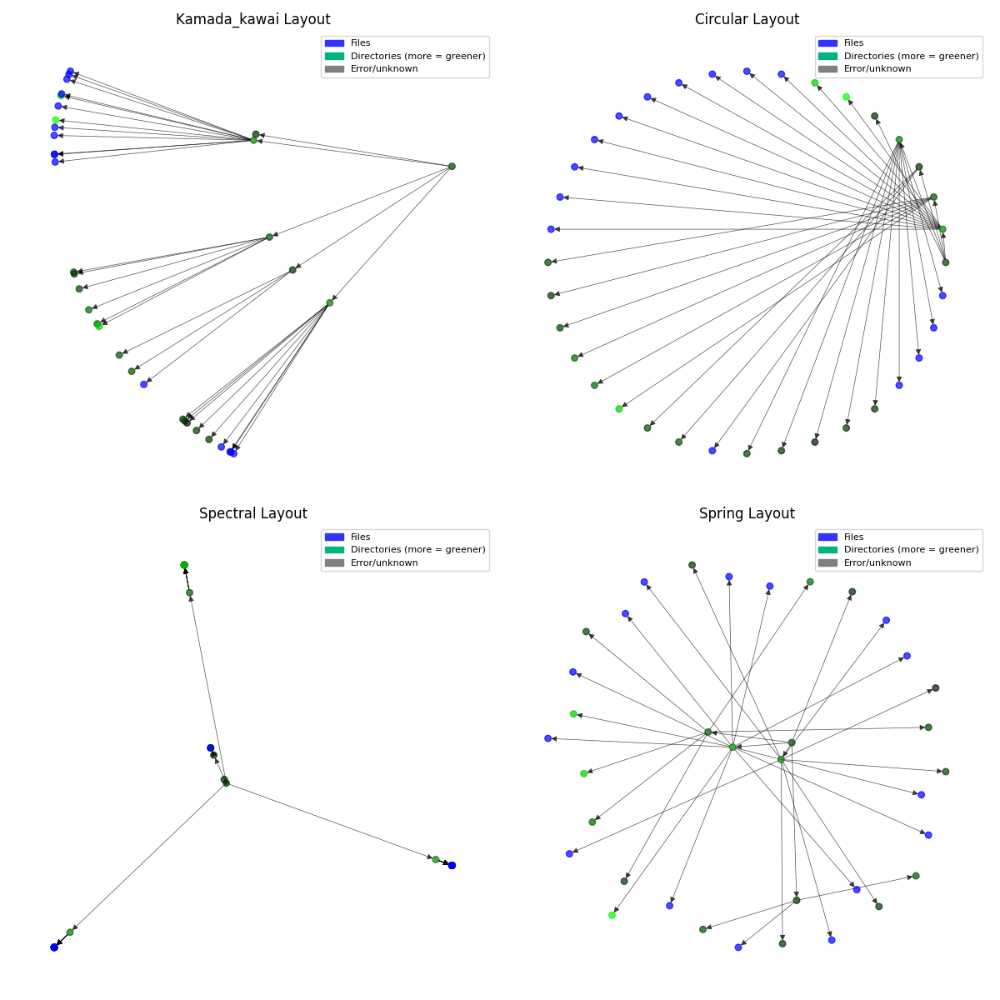 Kamada_kawai Layout
Files
Directories (more = greener)
Error/unknown
Circular Layout
Files
Directories (more = greener)
Error/unknown
Spectral Layout
Files
Directories (more = greener)
Error/unknown
Spring Layout
Files
Directories (more = greener)
Error/unknown